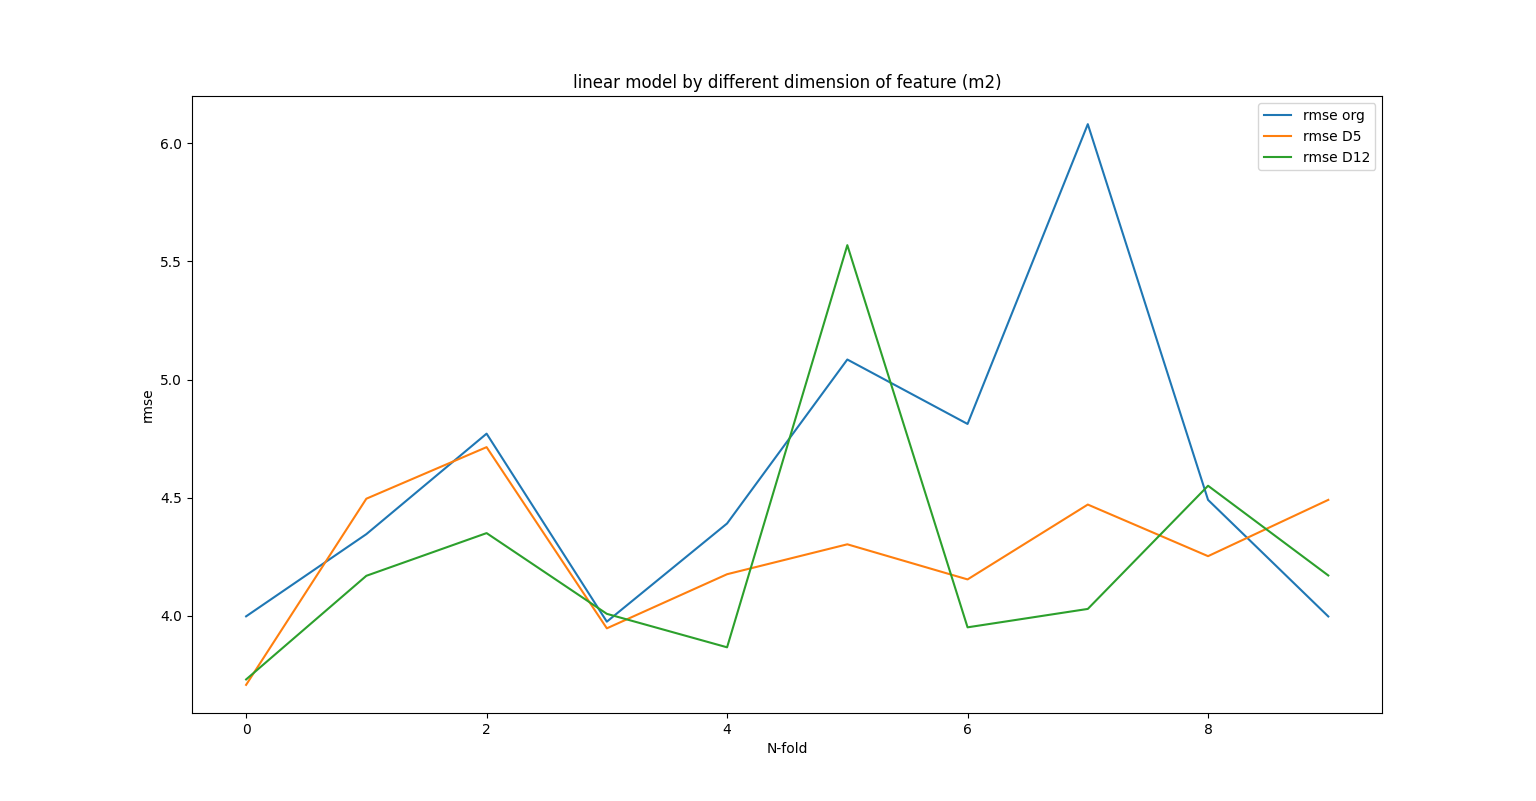 linear model by different dimension of feature (m2)
rmse org
rmse D5
rmse D12
6.0
5.5
5.0
4.5
4.0
rmse
0 2 4 6 8
N-fold